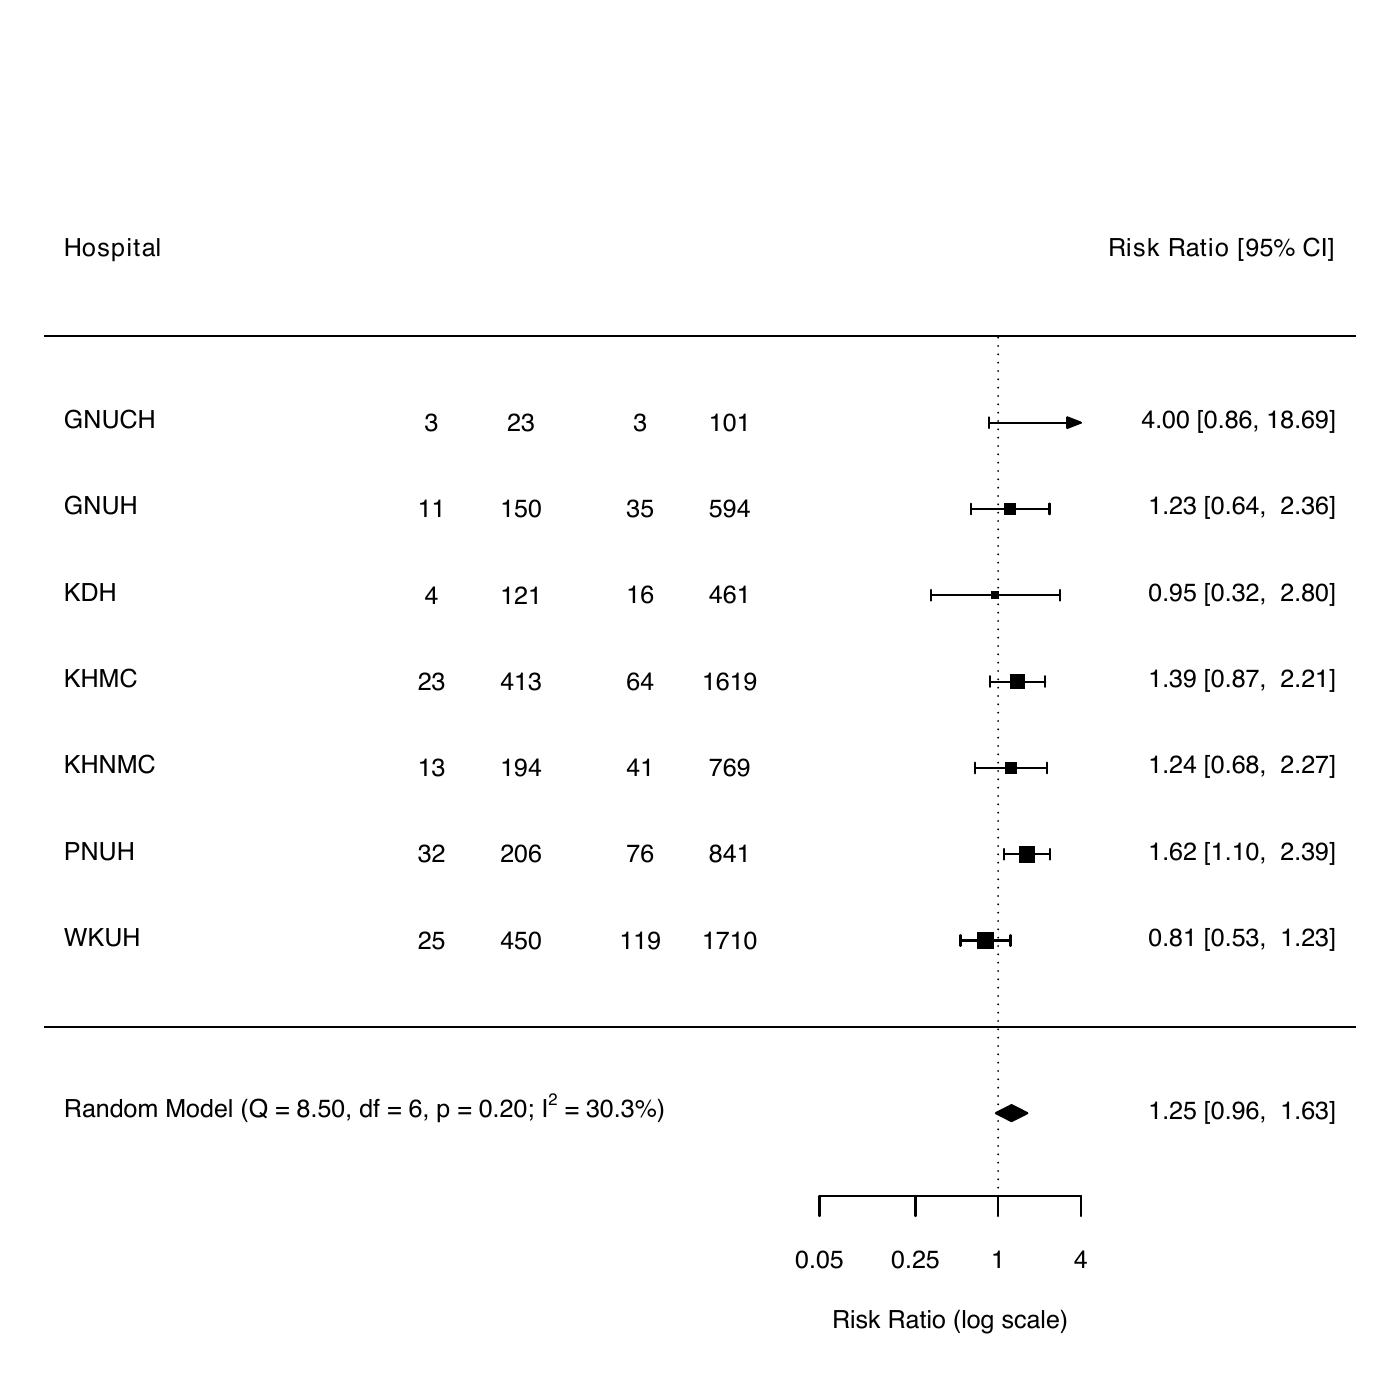 Hospital Risk Ratio [95% CI]
GNUCH 3 23 3 101 4.00 [0.86, 18.69]
GNUH 11 150 35 594 1.23 [0.64, 2.36]
KDH 4 121 16 461 0.95 [0.32, 2.80]
KHMC 23 413 64 1619 1.39 [0.87, 2.21]
KHNMC 13 194 41 769 1.24 [0.68, 2.27]
PNUH 32 206 76 841 1.62 [1.10, 2.39]
WKUH 25 450 119 1710 0.81 [0.53, 1.23]
Random Model (Q = 8.50, df = 6, p = 0.20; I² = 30.3%) 1.25 [0.96, 1.63]
0.05 0.25 1 4
Risk Ratio (log scale)